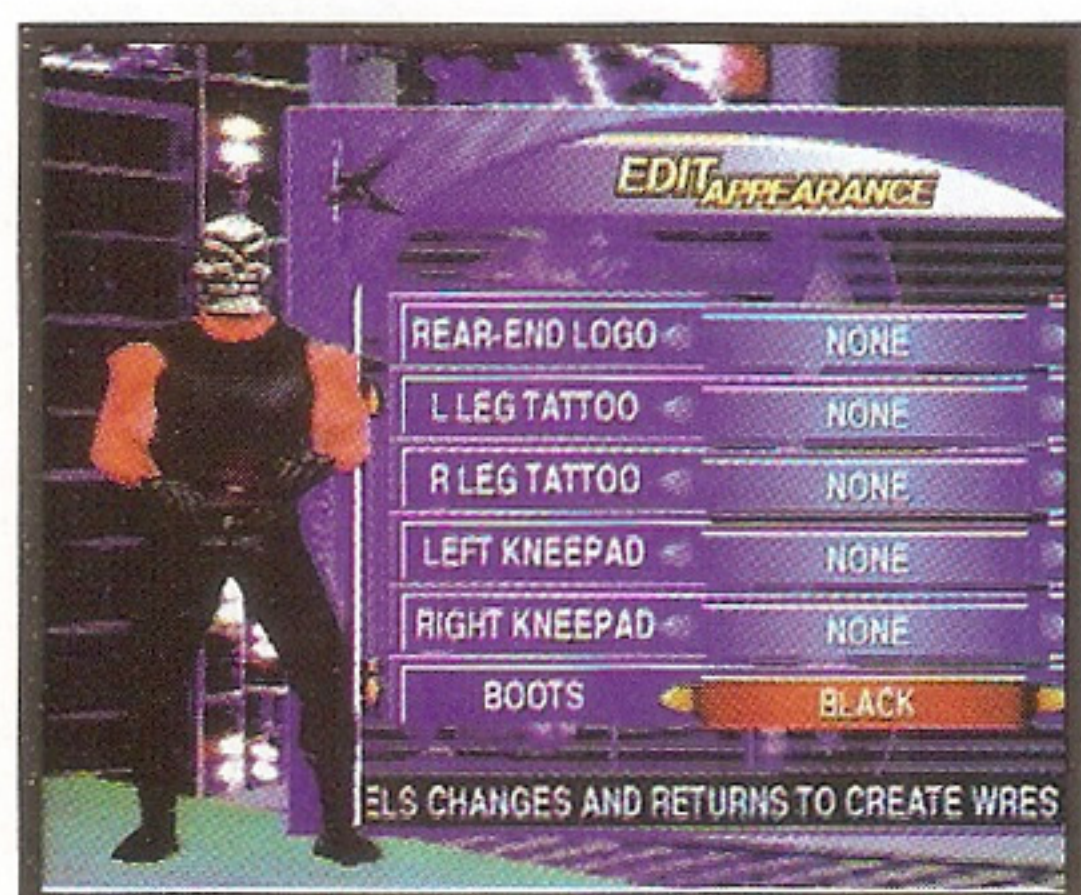 EDIT APPEARANCE
REAR-END LOGO NONE
L LEG TATTOO NONE
R LEG TATTOO NONE
LEFT KNEEPAD NONE
RIGHT KNEEPAD NONE
BOOTS BLACK
ELS CHANGES AND RETURNS TO CREATE WRES